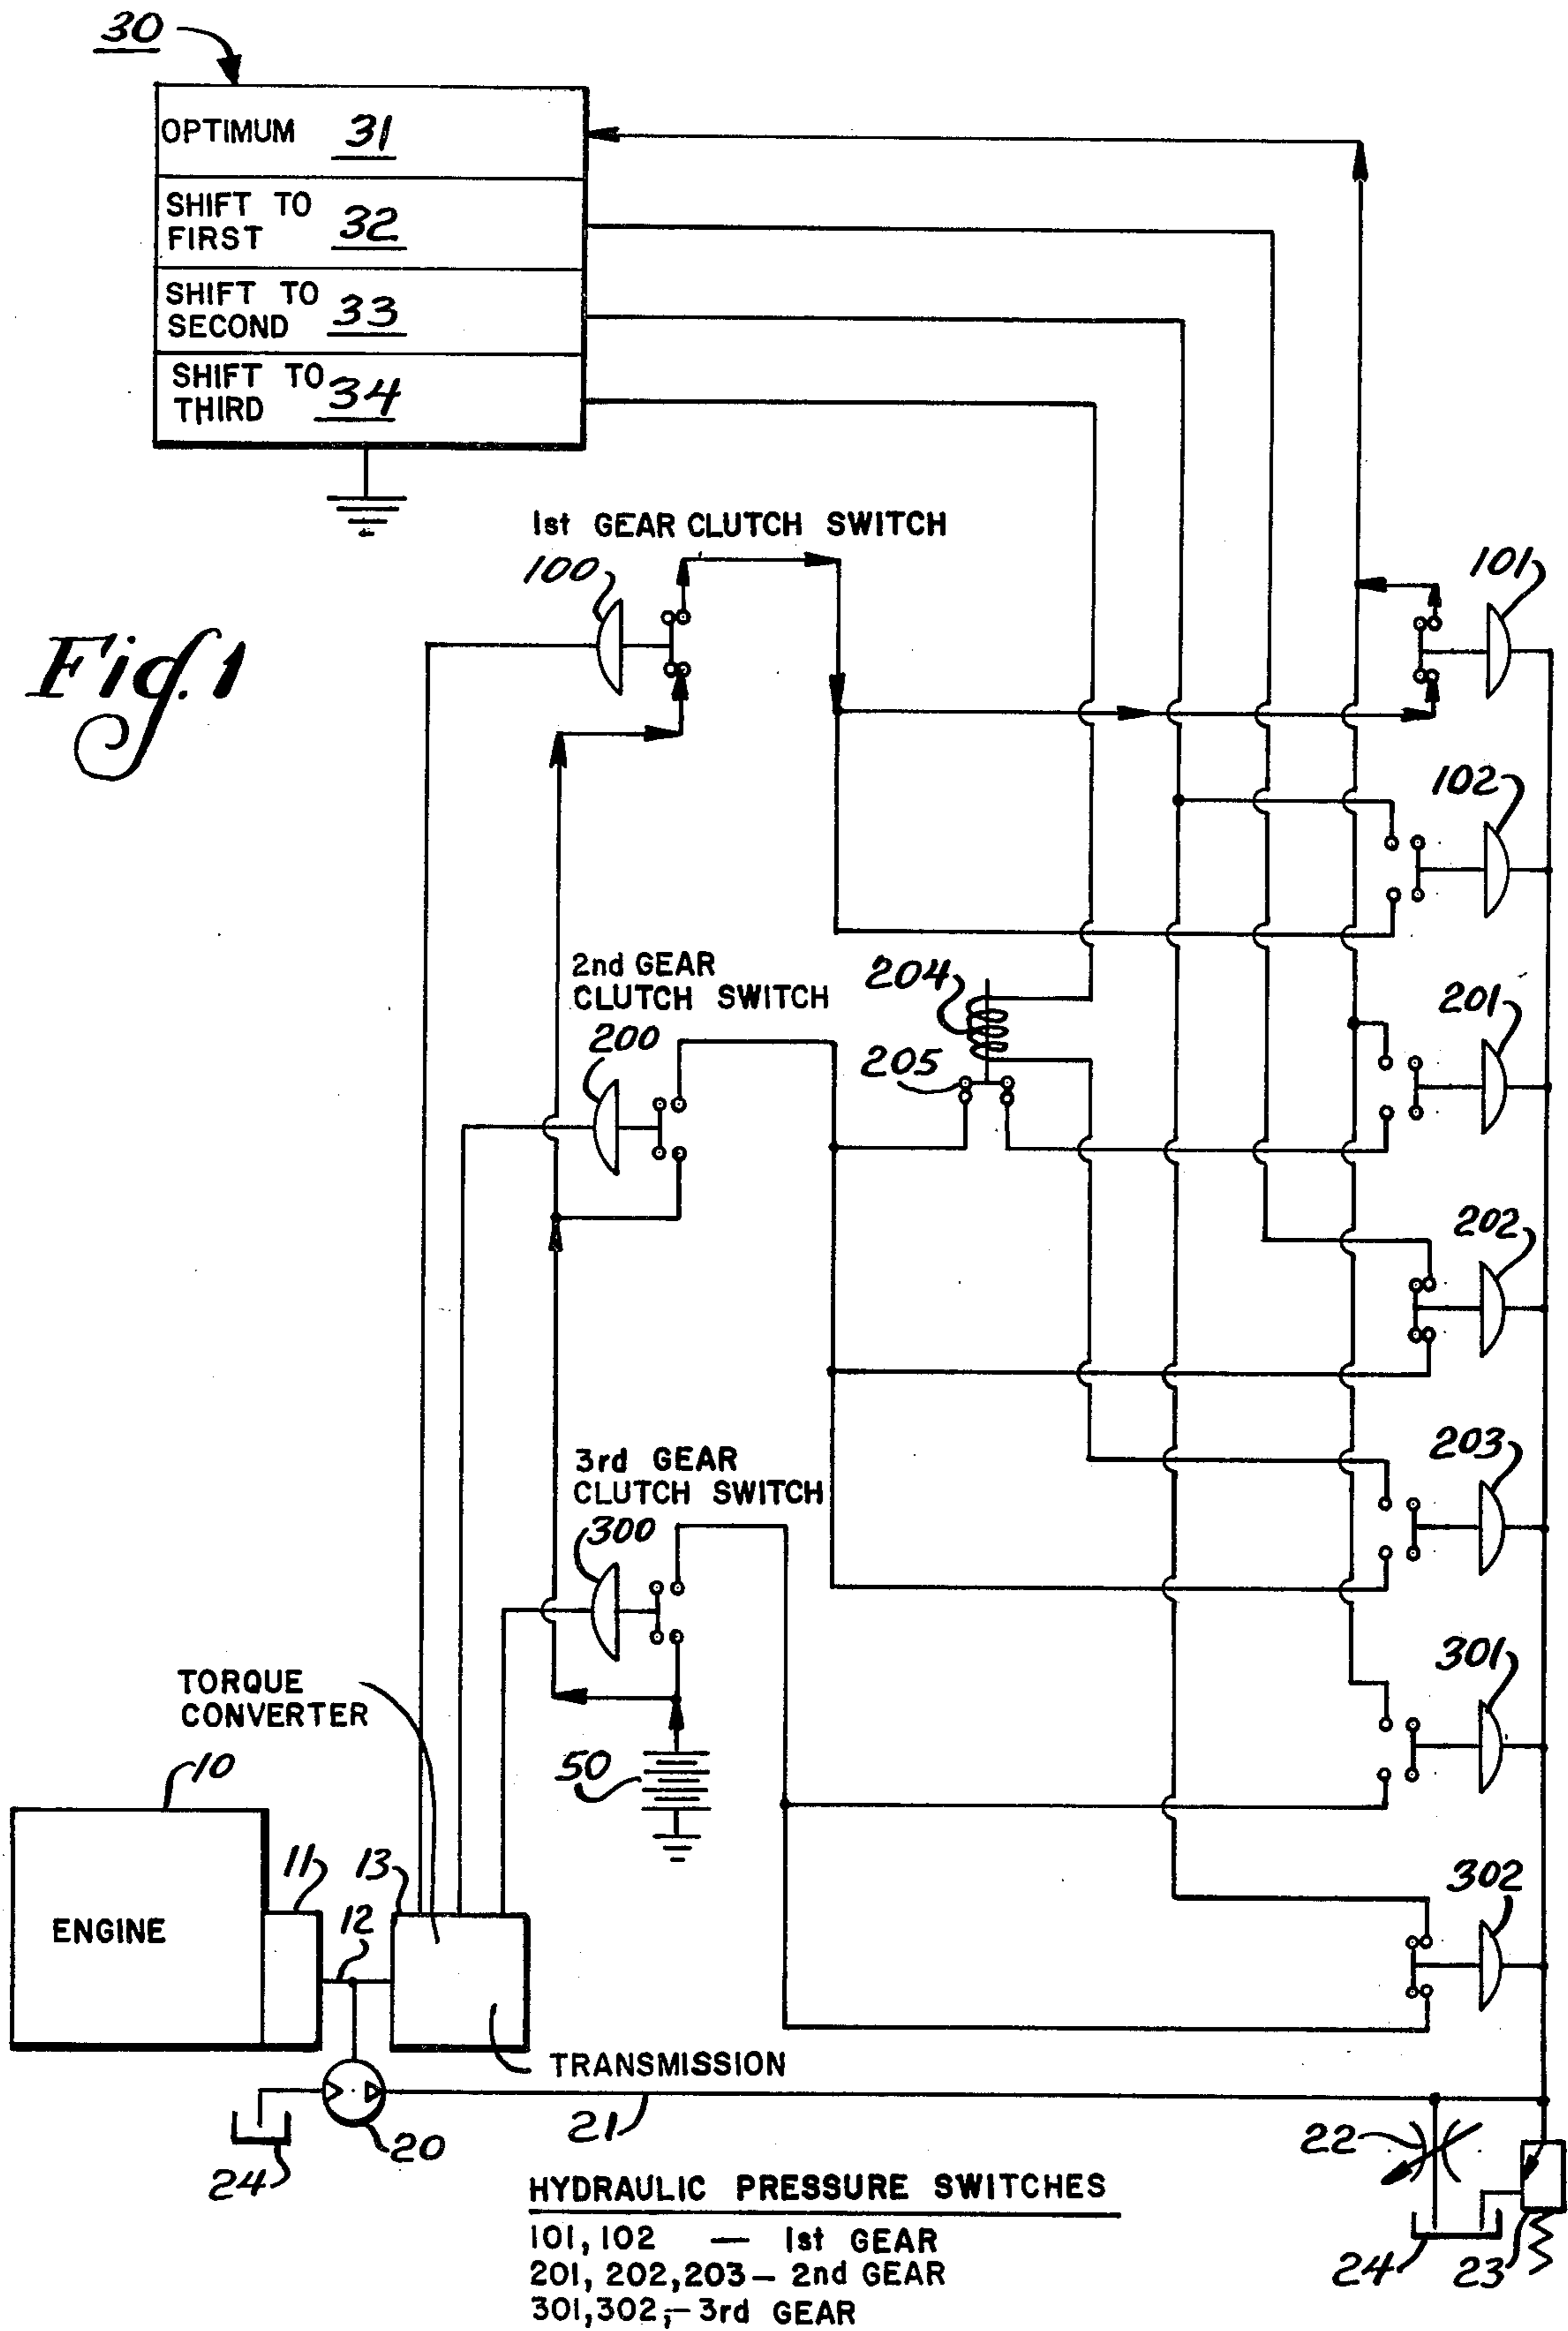 30
OPTIMUM 31
SHIFT TO
FIRST 32
SHIFT TO
SECOND 33
SHIFT TO
THIRD 34
1st GEAR CLUTCH SWITCH
100
101
Fig. 1
102
2nd GEAR
CLUTCH SWITCH
200
204
205
201
202
3rd GEAR
CLUTCH SWITCH
300
203
301
TORQUE
CONVERTER
50
10
11
12
13
302
ENGINE
TRANSMISSION
20
21
22
23
24
24
HYDRAULIC PRESSURE SWITCHES
101, 102 — 1st GEAR
201, 202, 203 — 2nd GEAR
301, 302, — 3rd GEAR